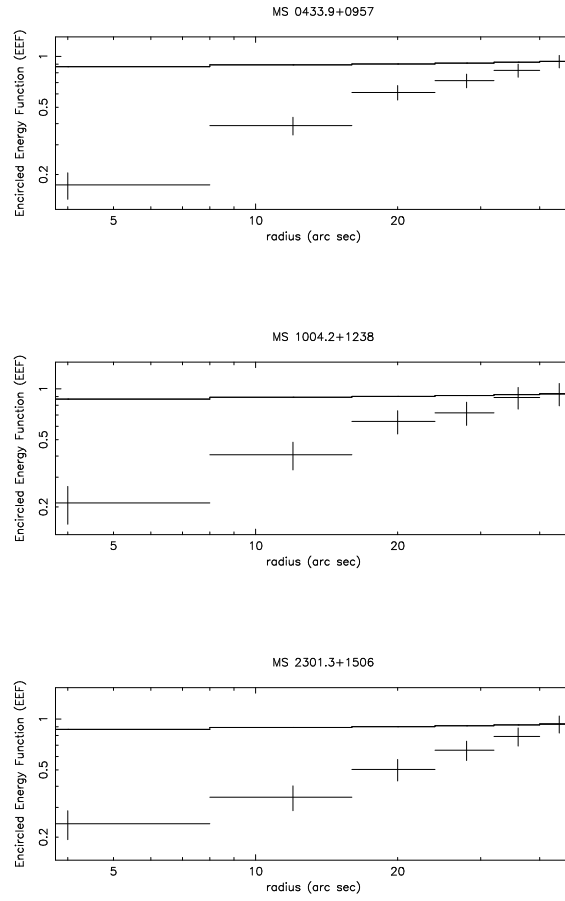 MS 0433.9+0957
Encircled Energy Function (EEF)
1
0.5
0.2
5 10 20
radius (arc sec)
MS 1004.2+1238
Encircled Energy Function (EEF)
1
0.5
0.2
5 10 20
radius (arc sec)
MS 2301.3+1506
Encircled Energy Function (EEF)
1
0.5
0.2
5 10 20
radius (arc sec)